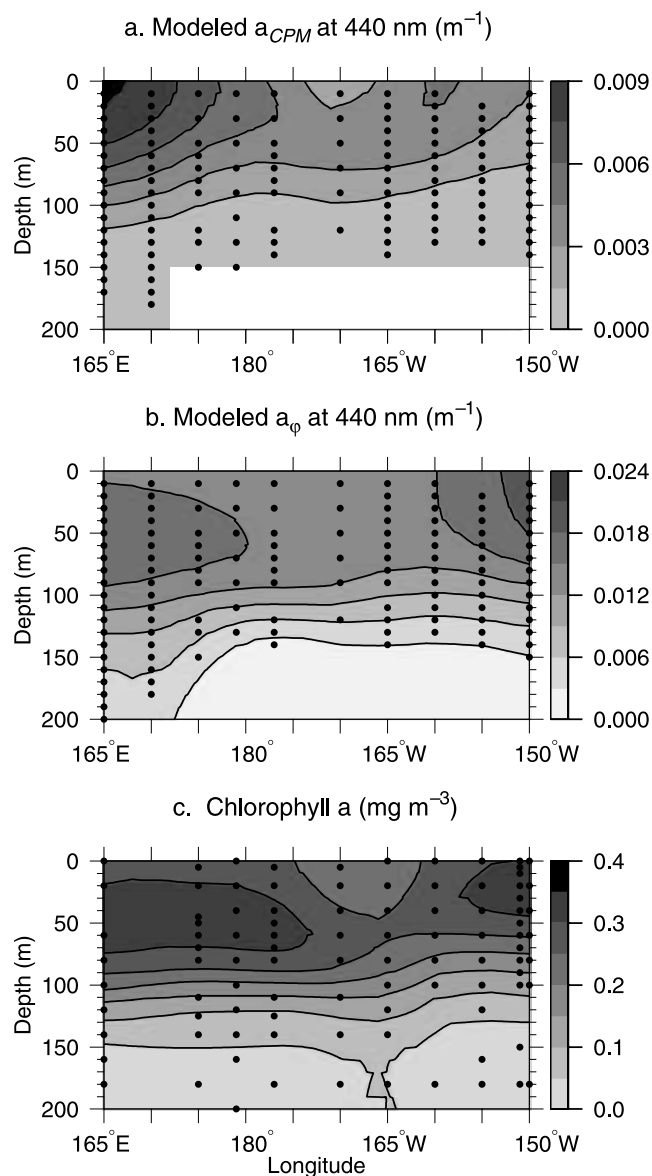 a. Modeled a_CPM at 440 nm (m⁻¹)
0
50
100
150
200
Depth (m)
165°E
180°
165°W
150°W
0.009
0.006
0.003
0.000
b. Modeled a_φ at 440 nm (m⁻¹)
0
50
100
150
200
Depth (m)
165°E
180°
165°W
150°W
0.024
0.018
0.012
0.006
0.000
c. Chlorophyll a (mg m⁻³)
0
50
100
150
200
Depth (m)
165°E
180°
165°W
150°W
Longitude
0.4
0.3
0.2
0.1
0.0